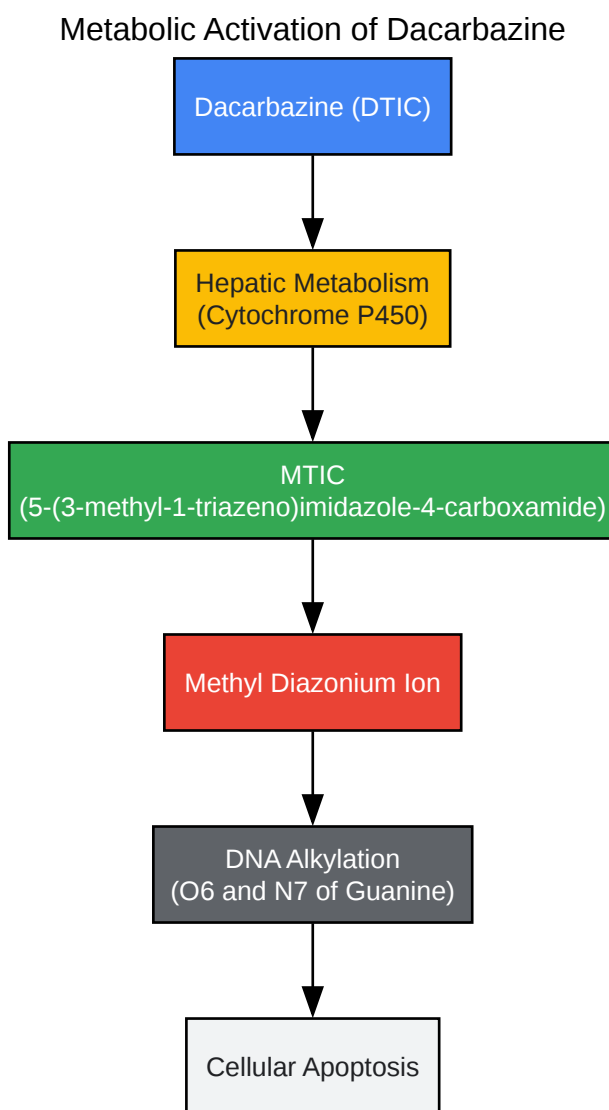 Metabolic Activation of Dacarbazine
Dacarbazine (DTIC)
Hepatic Metabolism
(Cytochrome P450)
MTIC
(5-(3-methyl-1-triazeno)imidazole-4-carboxamide)
Methyl Diazonium Ion
DNA Alkylation
(O6 and N7 of Guanine)
Cellular Apoptosis